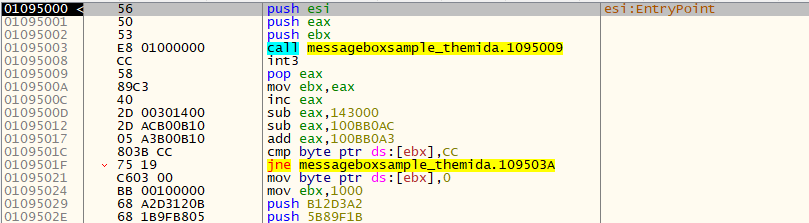 01095000 < 56 push esi esi:EntryPoint
01095001 50 push eax
01095002 53 push ebx
01095003 E8 01000000 call messageboxsample_themida.1095009
01095008 CC int3
01095009 58 pop eax
0109500A 89C3 mov ebx,eax
0109500C 40 inc eax
0109500D 2D 00301400 sub eax,143000
01095012 2D ACB00B10 sub eax,100BB0AC
01095017 05 A3B00B10 add eax,100BB0A3
0109501C 803B CC cmp byte ptr ds:[ebx],CC
0109501F 75 19 jne messageboxsample_themida.109503A
01095021 C603 00 mov byte ptr ds:[ebx],0
01095024 BB 00100000 mov ebx,1000
01095029 68 A2D3120B push B12D3A2
0109502E 68 1B9FB805 push 5B89F1B